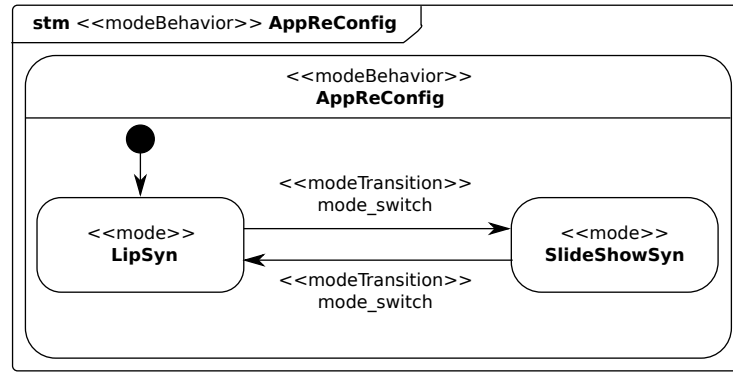 stm <<modeBehavior>> AppReConfig
<<modeBehavior>>
AppReConfig
<<modeTransition>>
mode_switch
<<mode>>
LipSyn
<<mode>>
SlideShowSyn
<<modeTransition>>
mode_switch